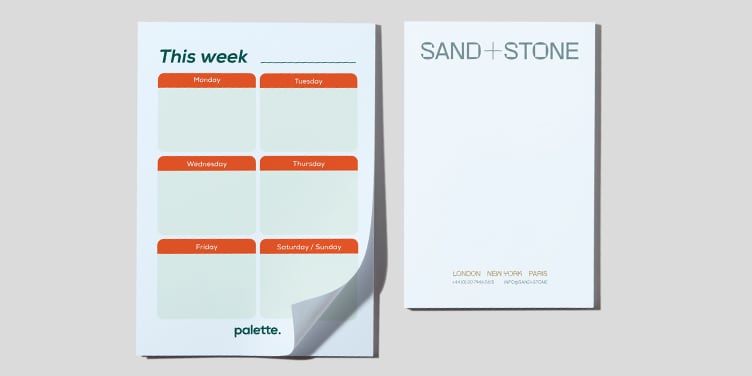 This week
Monday
Tuesday
Wednesday
Thursday
Friday
Saturday / Sunday
palette.
SAND+STONE
LONDON NEW YORK PARIS
INFO@SAND+STONE